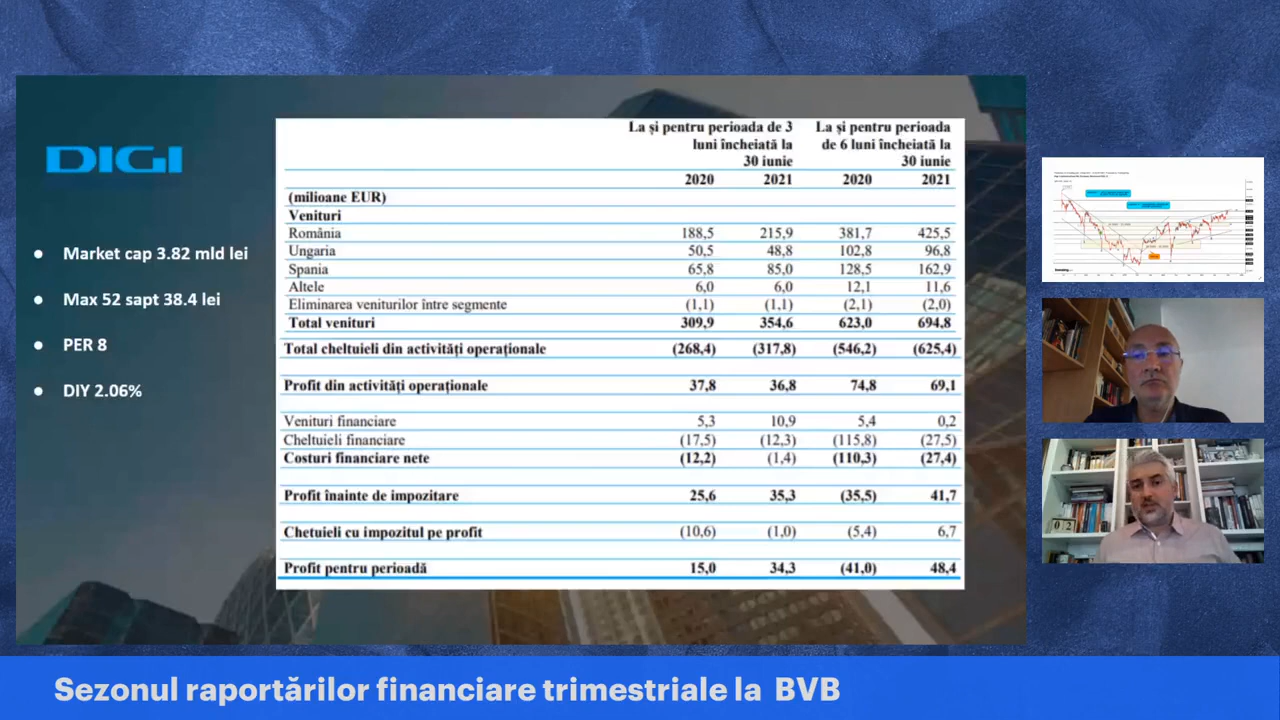 DIGI
Market cap 3.82 mld lei
Max 52 sapt 38.4 lei
PER 8
DIY 2.06%
La și pentru perioada de 3 luni încheiată la 30 iunie
La și pentru perioada de 6 luni încheiată la 30 iunie
2020 2021 2020 2021
(milioane EUR)
Venituri
România 188,5 215,9 381,7 425,5
Ungaria 50,5 48,8 102,8 96,8
Spania 65,8 85,0 128,5 162,9
Altele 6,0 6,0 12,1 11,6
Eliminarea veniturilor între segmente (1,1) (1,1) (2,1) (2,0)
Total venituri 309,9 354,6 623,0 694,8
Total cheltuieli din activități operaționale (268,4) (317,8) (546,2) (625,4)
Profit din activități operaționale 37,8 36,8 74,8 69,1
Venituri financiare 5,3 10,9 5,4 0,2
Cheltuieli financiare (17,5) (12,3) (115,8) (27,5)
Costuri financiare nete (12,2) (1,4) (110,3) (27,4)
Profit înainte de impozitare 25,6 35,3 (35,5) 41,7
Chetuieli cu impozitul pe profit (10,6) (1,0) (5,4) 6,7
Profit pentru perioadă 15,0 34,3 (41,0) 48,4
02
Sezonul raportărilor financiare trimestriale la BVB